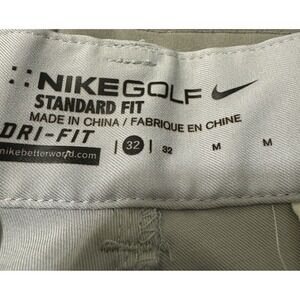 NIKEGOLF
STANDARD FIT
MADE IN CHINA / FABRIQUE EN CHINE
DRI-FIT | 32 | 32 M M
nikebetterworld.com